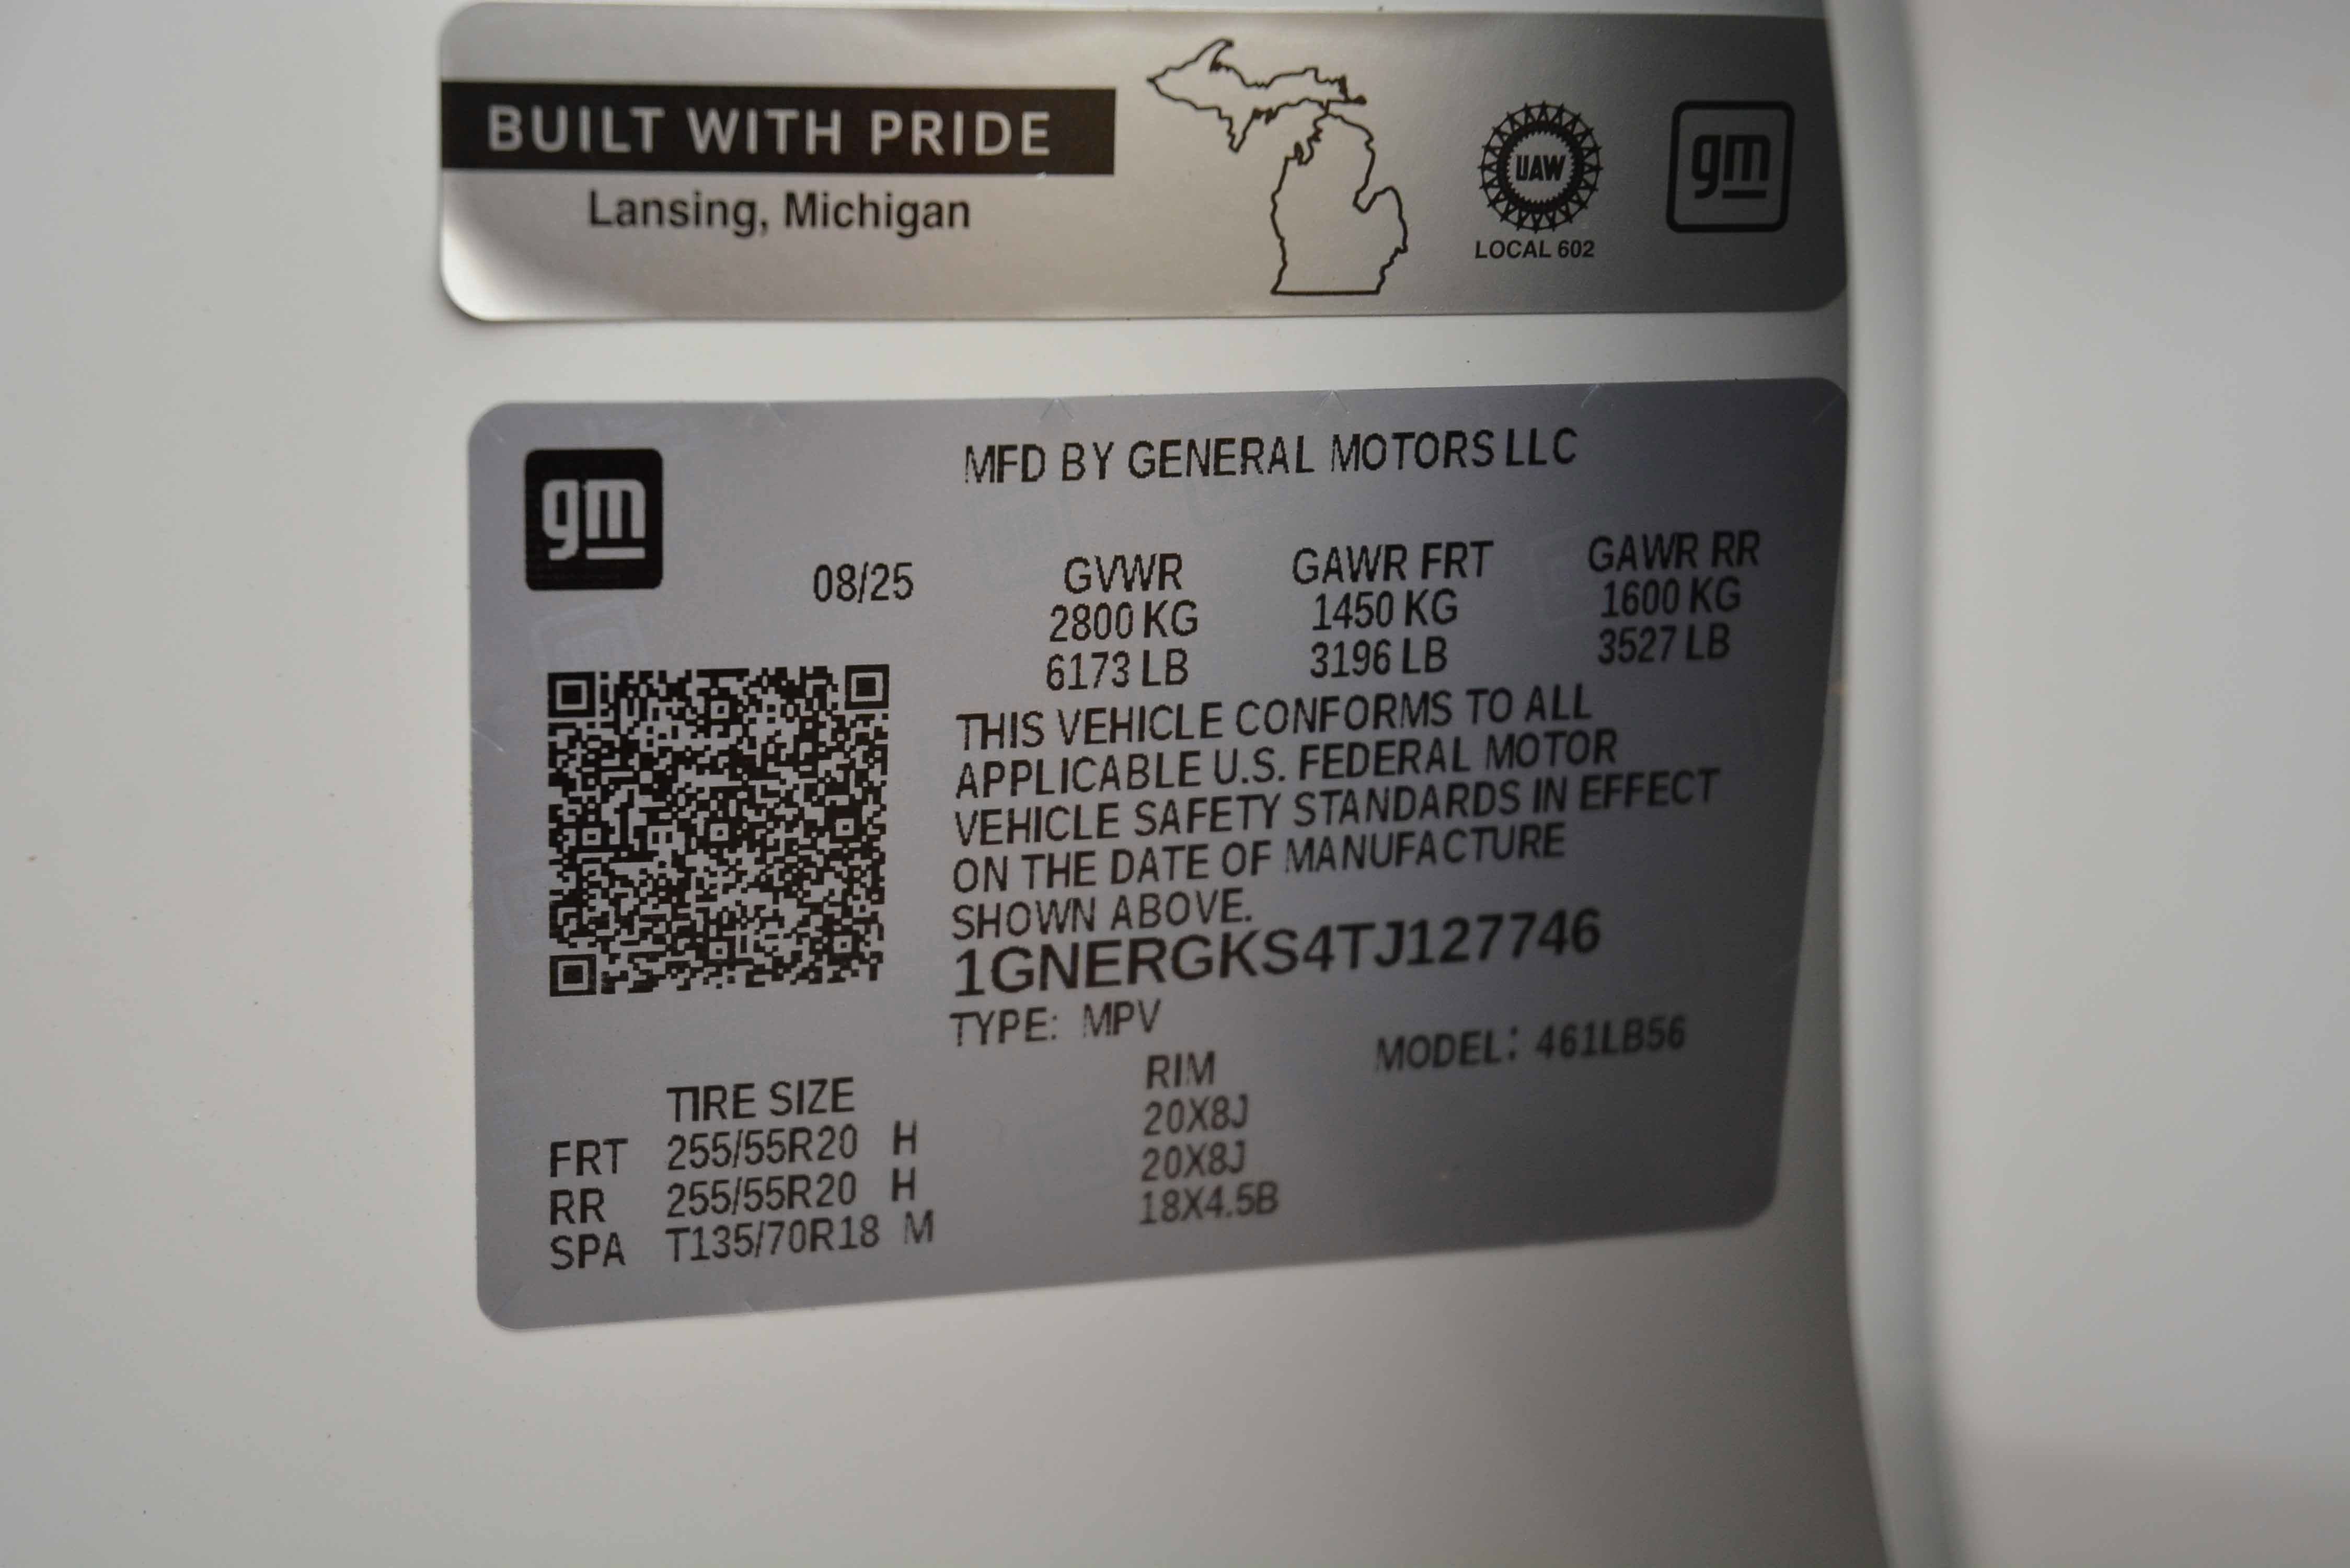 BUILT WITH PRIDE
Lansing, Michigan
UAW
LOCAL 602
gm
gm
MFD BY GENERAL MOTORS LLC
08/25 GVWR GAWR FRT GAWR RR
2800 KG 1450 KG 1600 KG
6173 LB 3196 LB 3527 LB
THIS VEHICLE CONFORMS TO ALL
APPLICABLE U.S. FEDERAL MOTOR
VEHICLE SAFETY STANDARDS IN EFFECT
ON THE DATE OF MANUFACTURE
SHOWN ABOVE.
1GNERGKS4TJ127746
TYPE: MPV MODEL: 461LB56
TIRE SIZE RIM
FRT 255/55R20 H 20X8J
RR 255/55R20 H 20X8J
SPA T135/70R18 M 18X4.5B